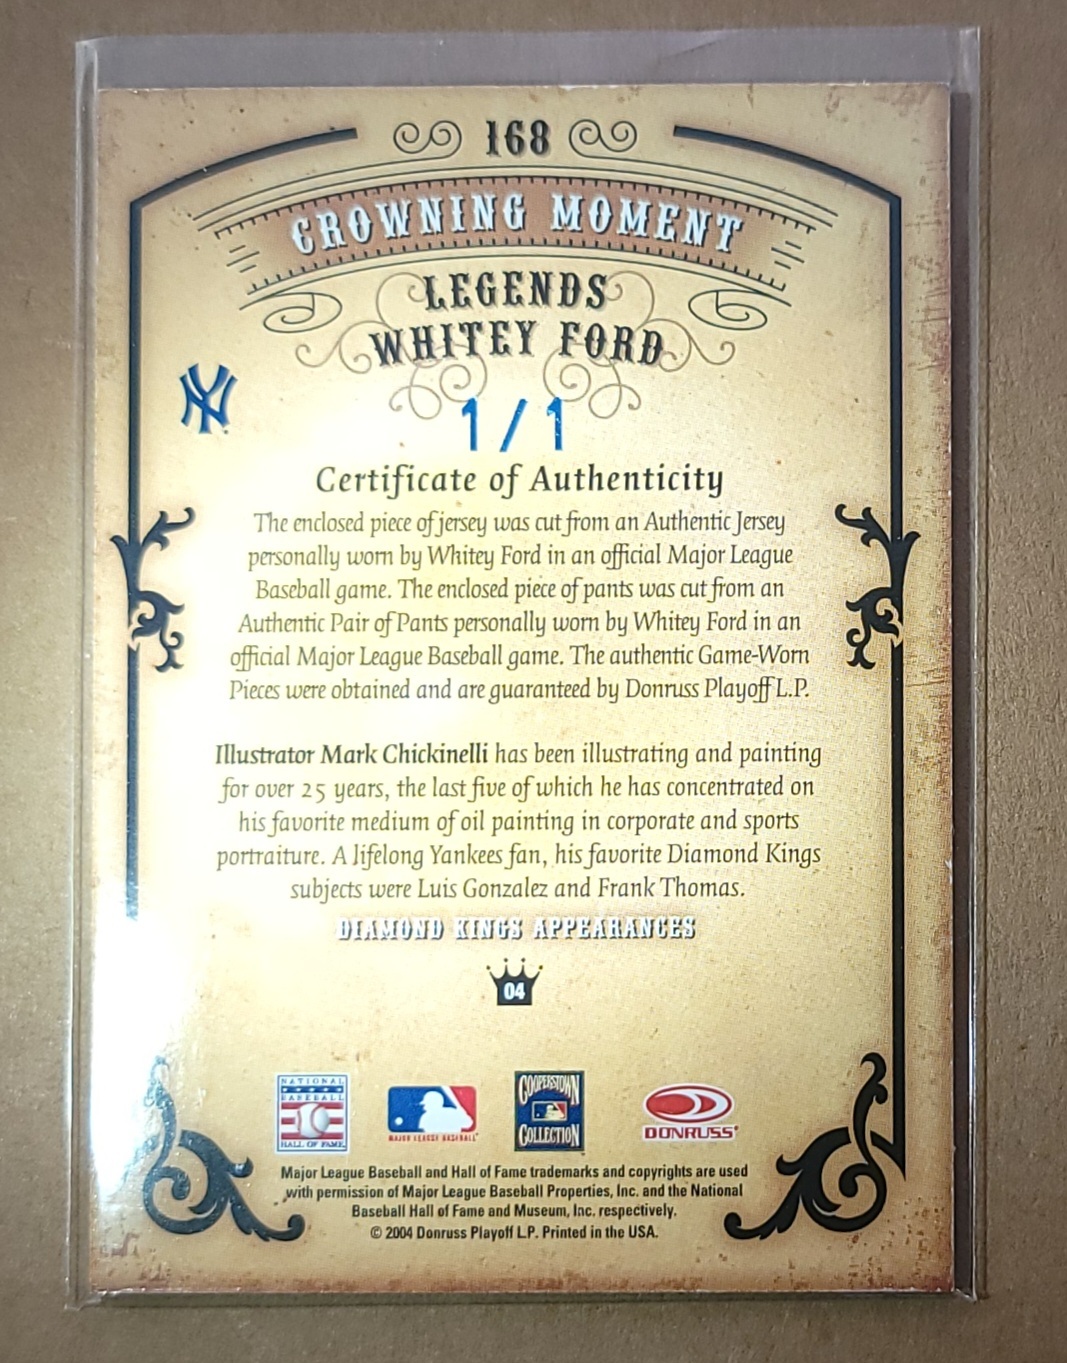 168
CROWNING MOMENT
LEGENDS
WHITEY FORD
NY
1/1
Certificate of Authenticity
The enclosed piece of jersey was cut from an Authentic Jersey
personally worn by Whitey Ford in an official Major League
Baseball game. The enclosed piece of pants was cut from an
Authentic Pair of Pants personally worn by Whitey Ford in an
official Major League Baseball game. The authentic Game-Worn
Pieces were obtained and are guaranteed by Donruss Playoff L.P.
Illustrator Mark Chickinelli has been illustrating and painting
for over 25 years, the last five of which he has concentrated on
his favorite medium of oil painting in corporate and sports
portraiture. A lifelong Yankees fan, his favorite Diamond Kings
subjects were Luis Gonzalez and Frank Thomas.
DIAMOND KINGS APPEARANCES
04
NATIONAL
BASEBALL
HALL OF FAME
MAJOR LEAGUE BASEBALL
COOPERSTOWN
COLLECTION
DONRUSS
Major League Baseball and Hall of Fame trademarks and copyrights are used
with permission of Major League Baseball Properties, Inc. and the National
Baseball Hall of Fame and Museum, Inc. respectively.
© 2004 Donruss Playoff L.P. Printed in the USA.